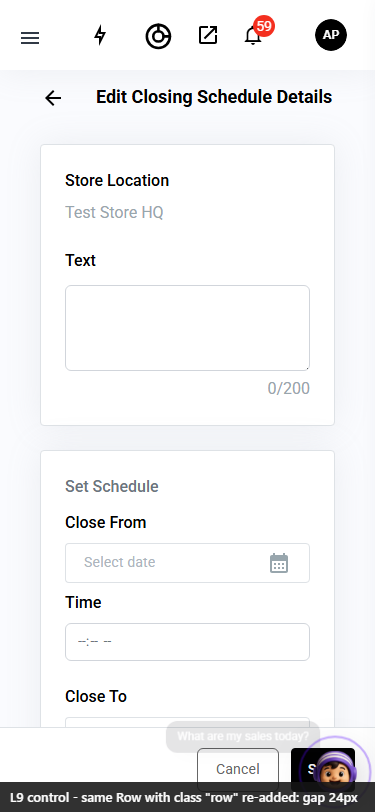 59
AP
Edit Closing Schedule Details
Store Location
Test Store HQ
Text
0/200
Set Schedule
Close From
Select date
Time
--:-- --
Close To
What are my sales today?
Cancel
L9 control - same Row with class "row" re-added: gap 24px